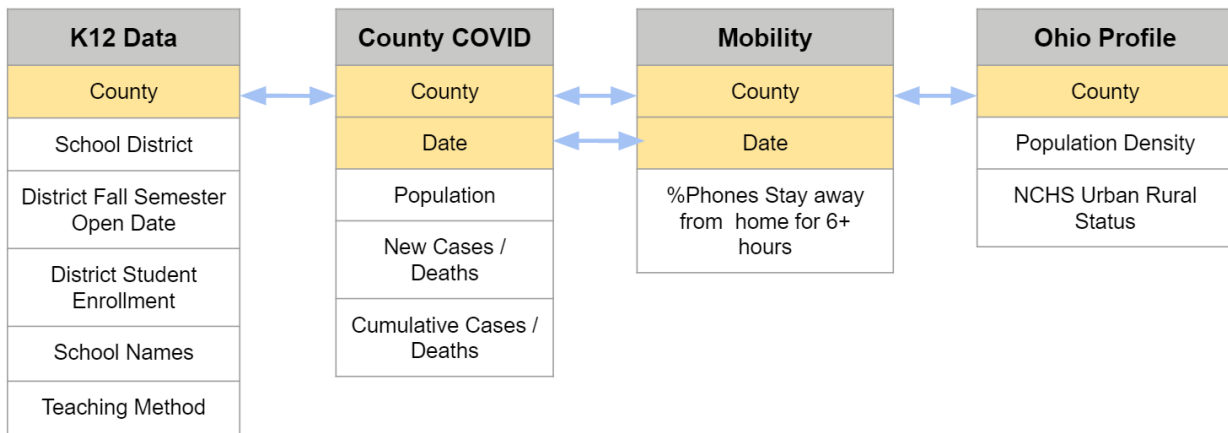 K12 Data
County
School District
District Fall Semester
Open Date
District Student
Enrollment
School Names
Teaching Method
County COVID
County
Date
Population
New Cases /
Deaths
Cumulative Cases /
Deaths
Mobility
County
Date
%Phones Stay away
from home for 6+
hours
Ohio Profile
County
Population Density
NCHS Urban Rural
Status